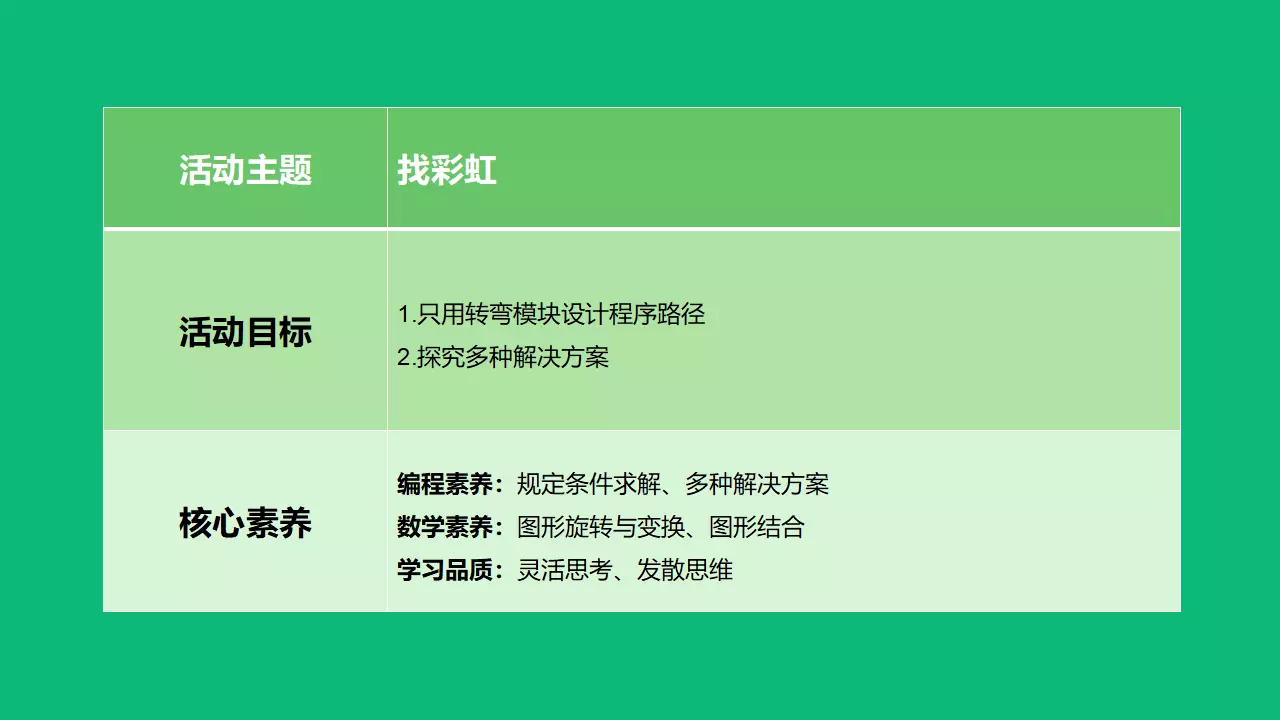 活动主题
找彩虹
活动目标
1.只用转弯模块设计程序路径
2.探究多种解决方案
核心素养
编程素养：规定条件求解、多种解决方案
数学素养：图形旋转与变换、图形结合
学习品质：灵活思考、发散思维